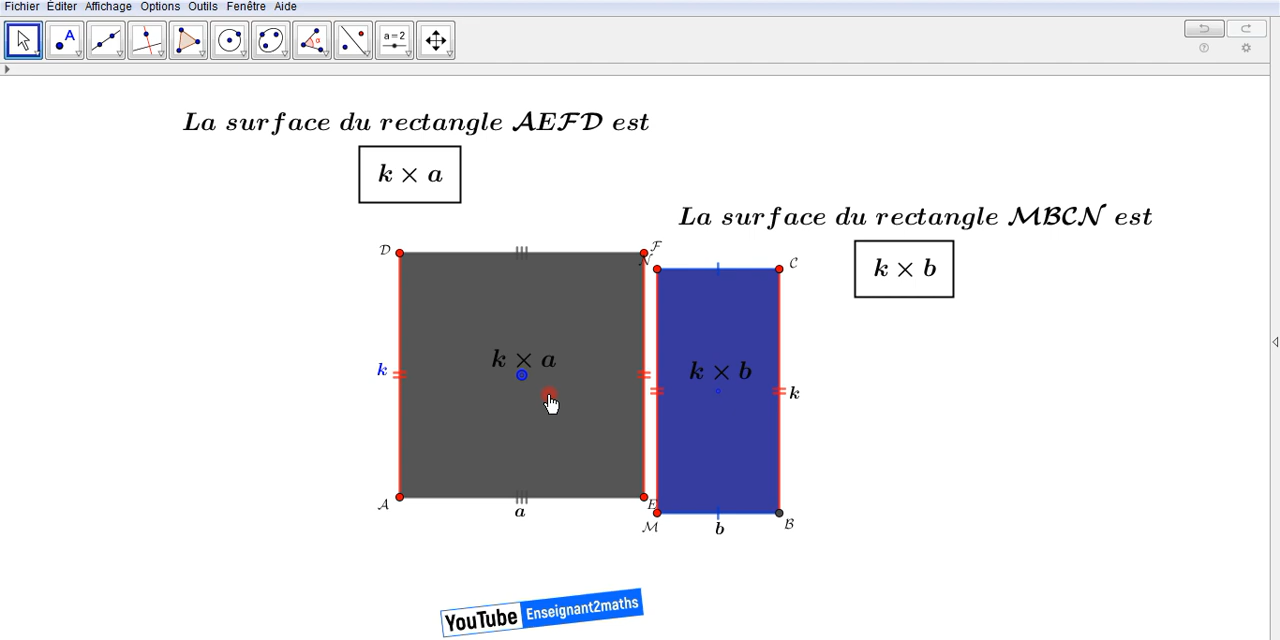 Fichier Éditer Affichage Options Outils Fenêtre Aide
A
α
a=2
La surface du rectangle AEFD est
k × a
La surface du rectangle MBCN est
k × b
D
F
N
C
k × a
k × b
k
k
A
E
a
M
b
B
YouTube Enseignant2maths